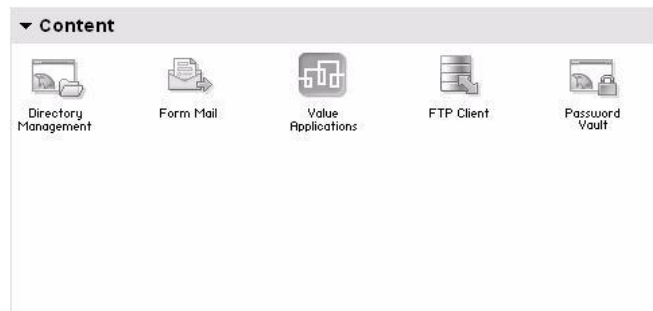 Content
Directory
Management
Form Mail
Value
Applications
FTP Client
Password
Vault